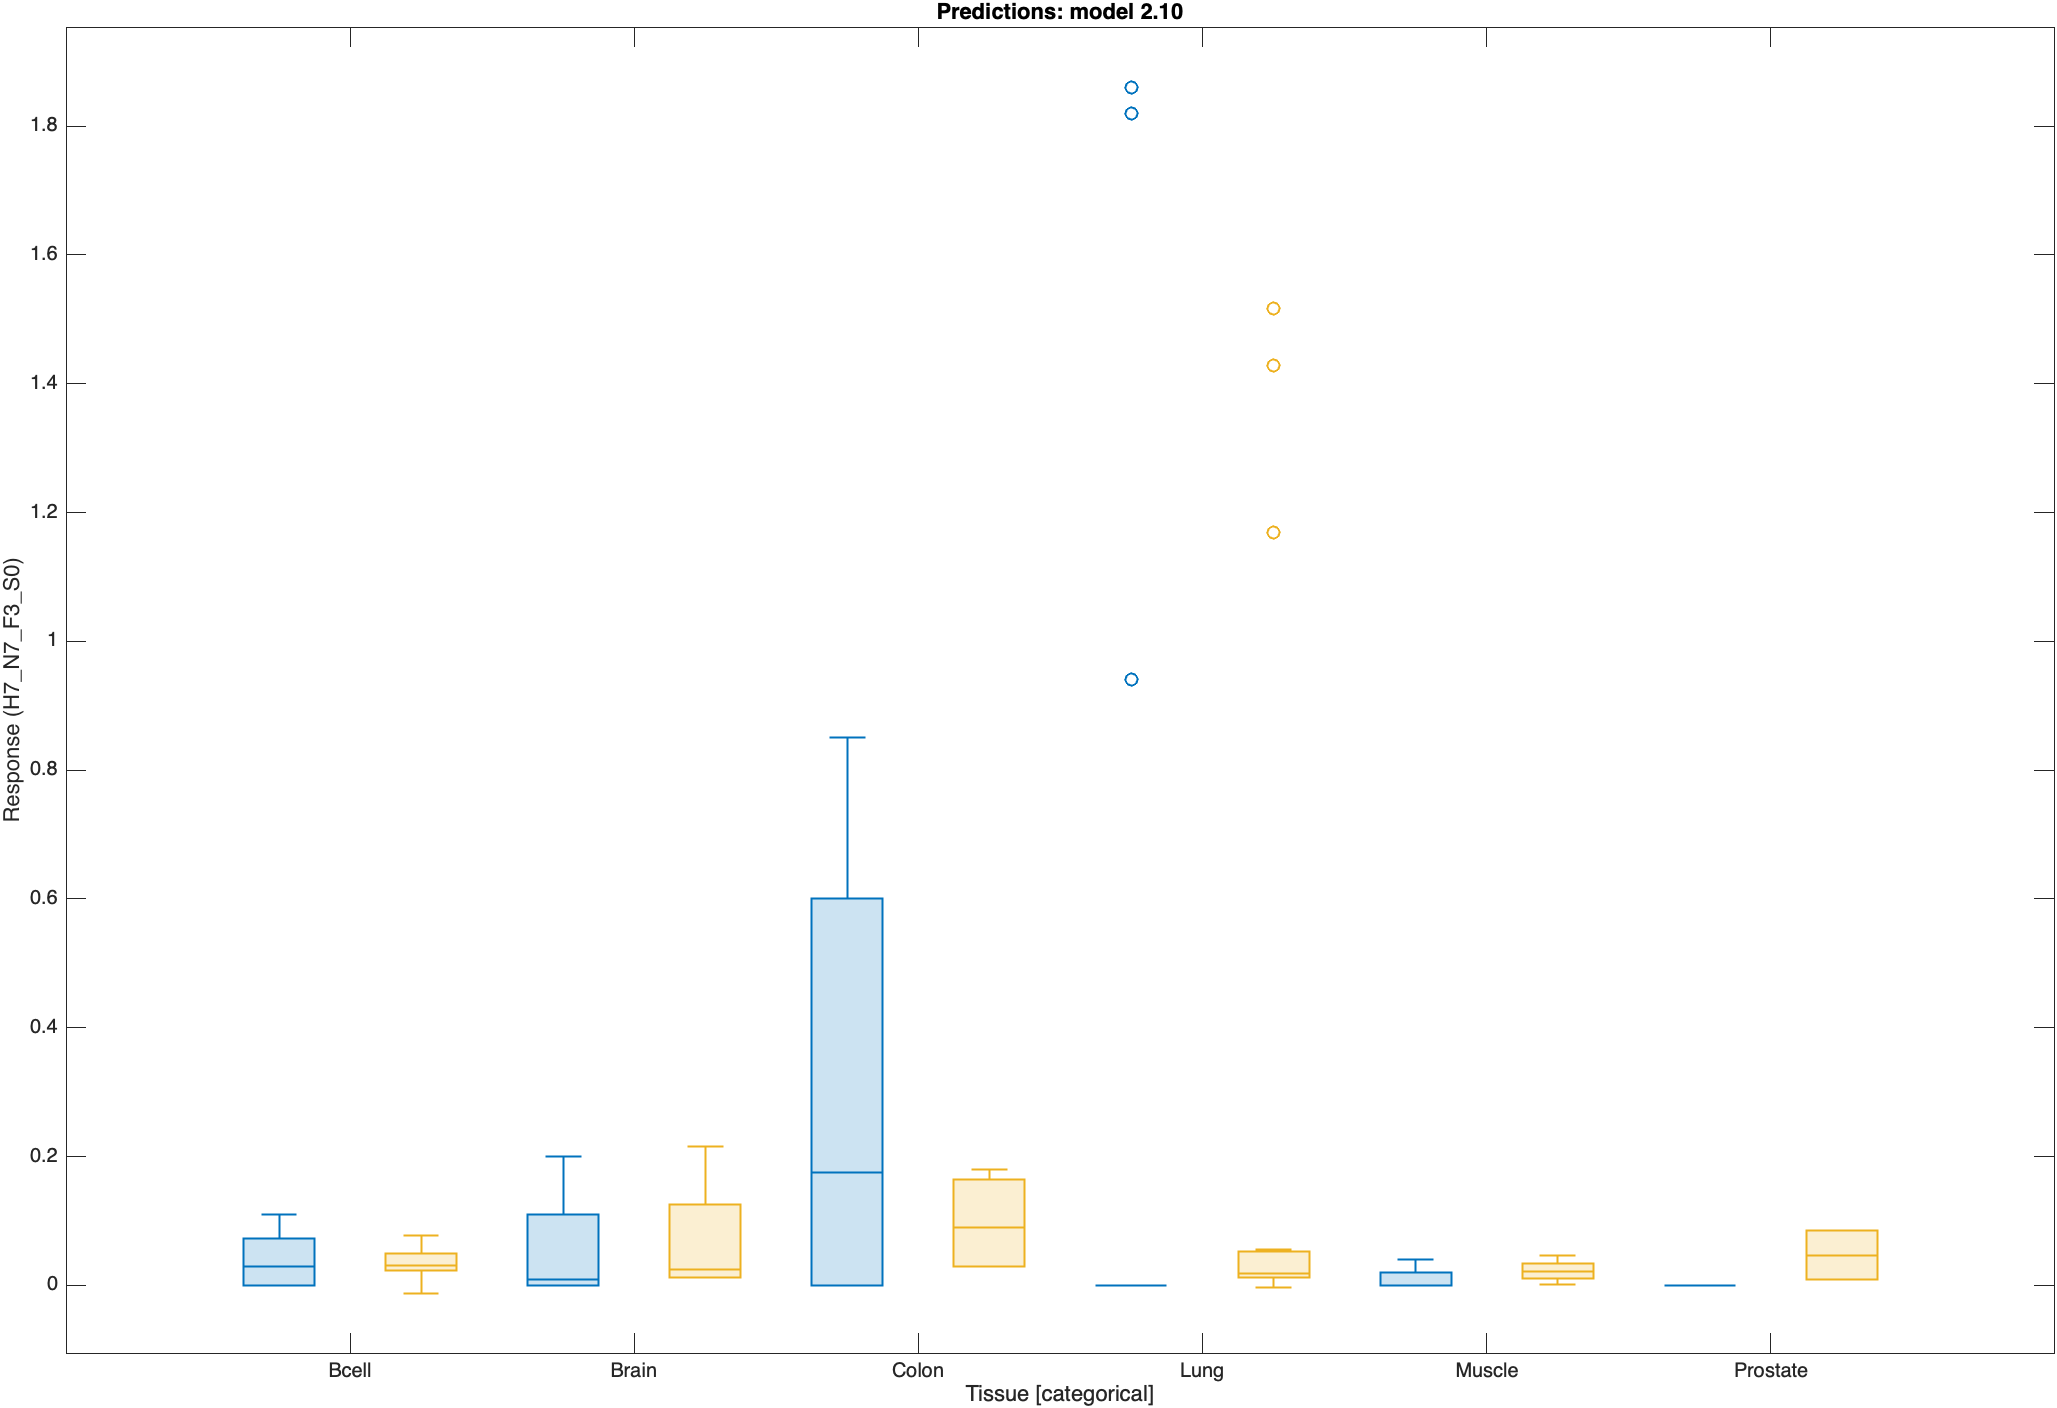 Predictions: model 2.10
1.8
1.6
1.4
1.2
1
0.8
0.6
0.4
0.2
0
Response (H7_N7_F3_S0)
Bcell Brain Colon Lung Muscle Prostate
Tissue [categorical]